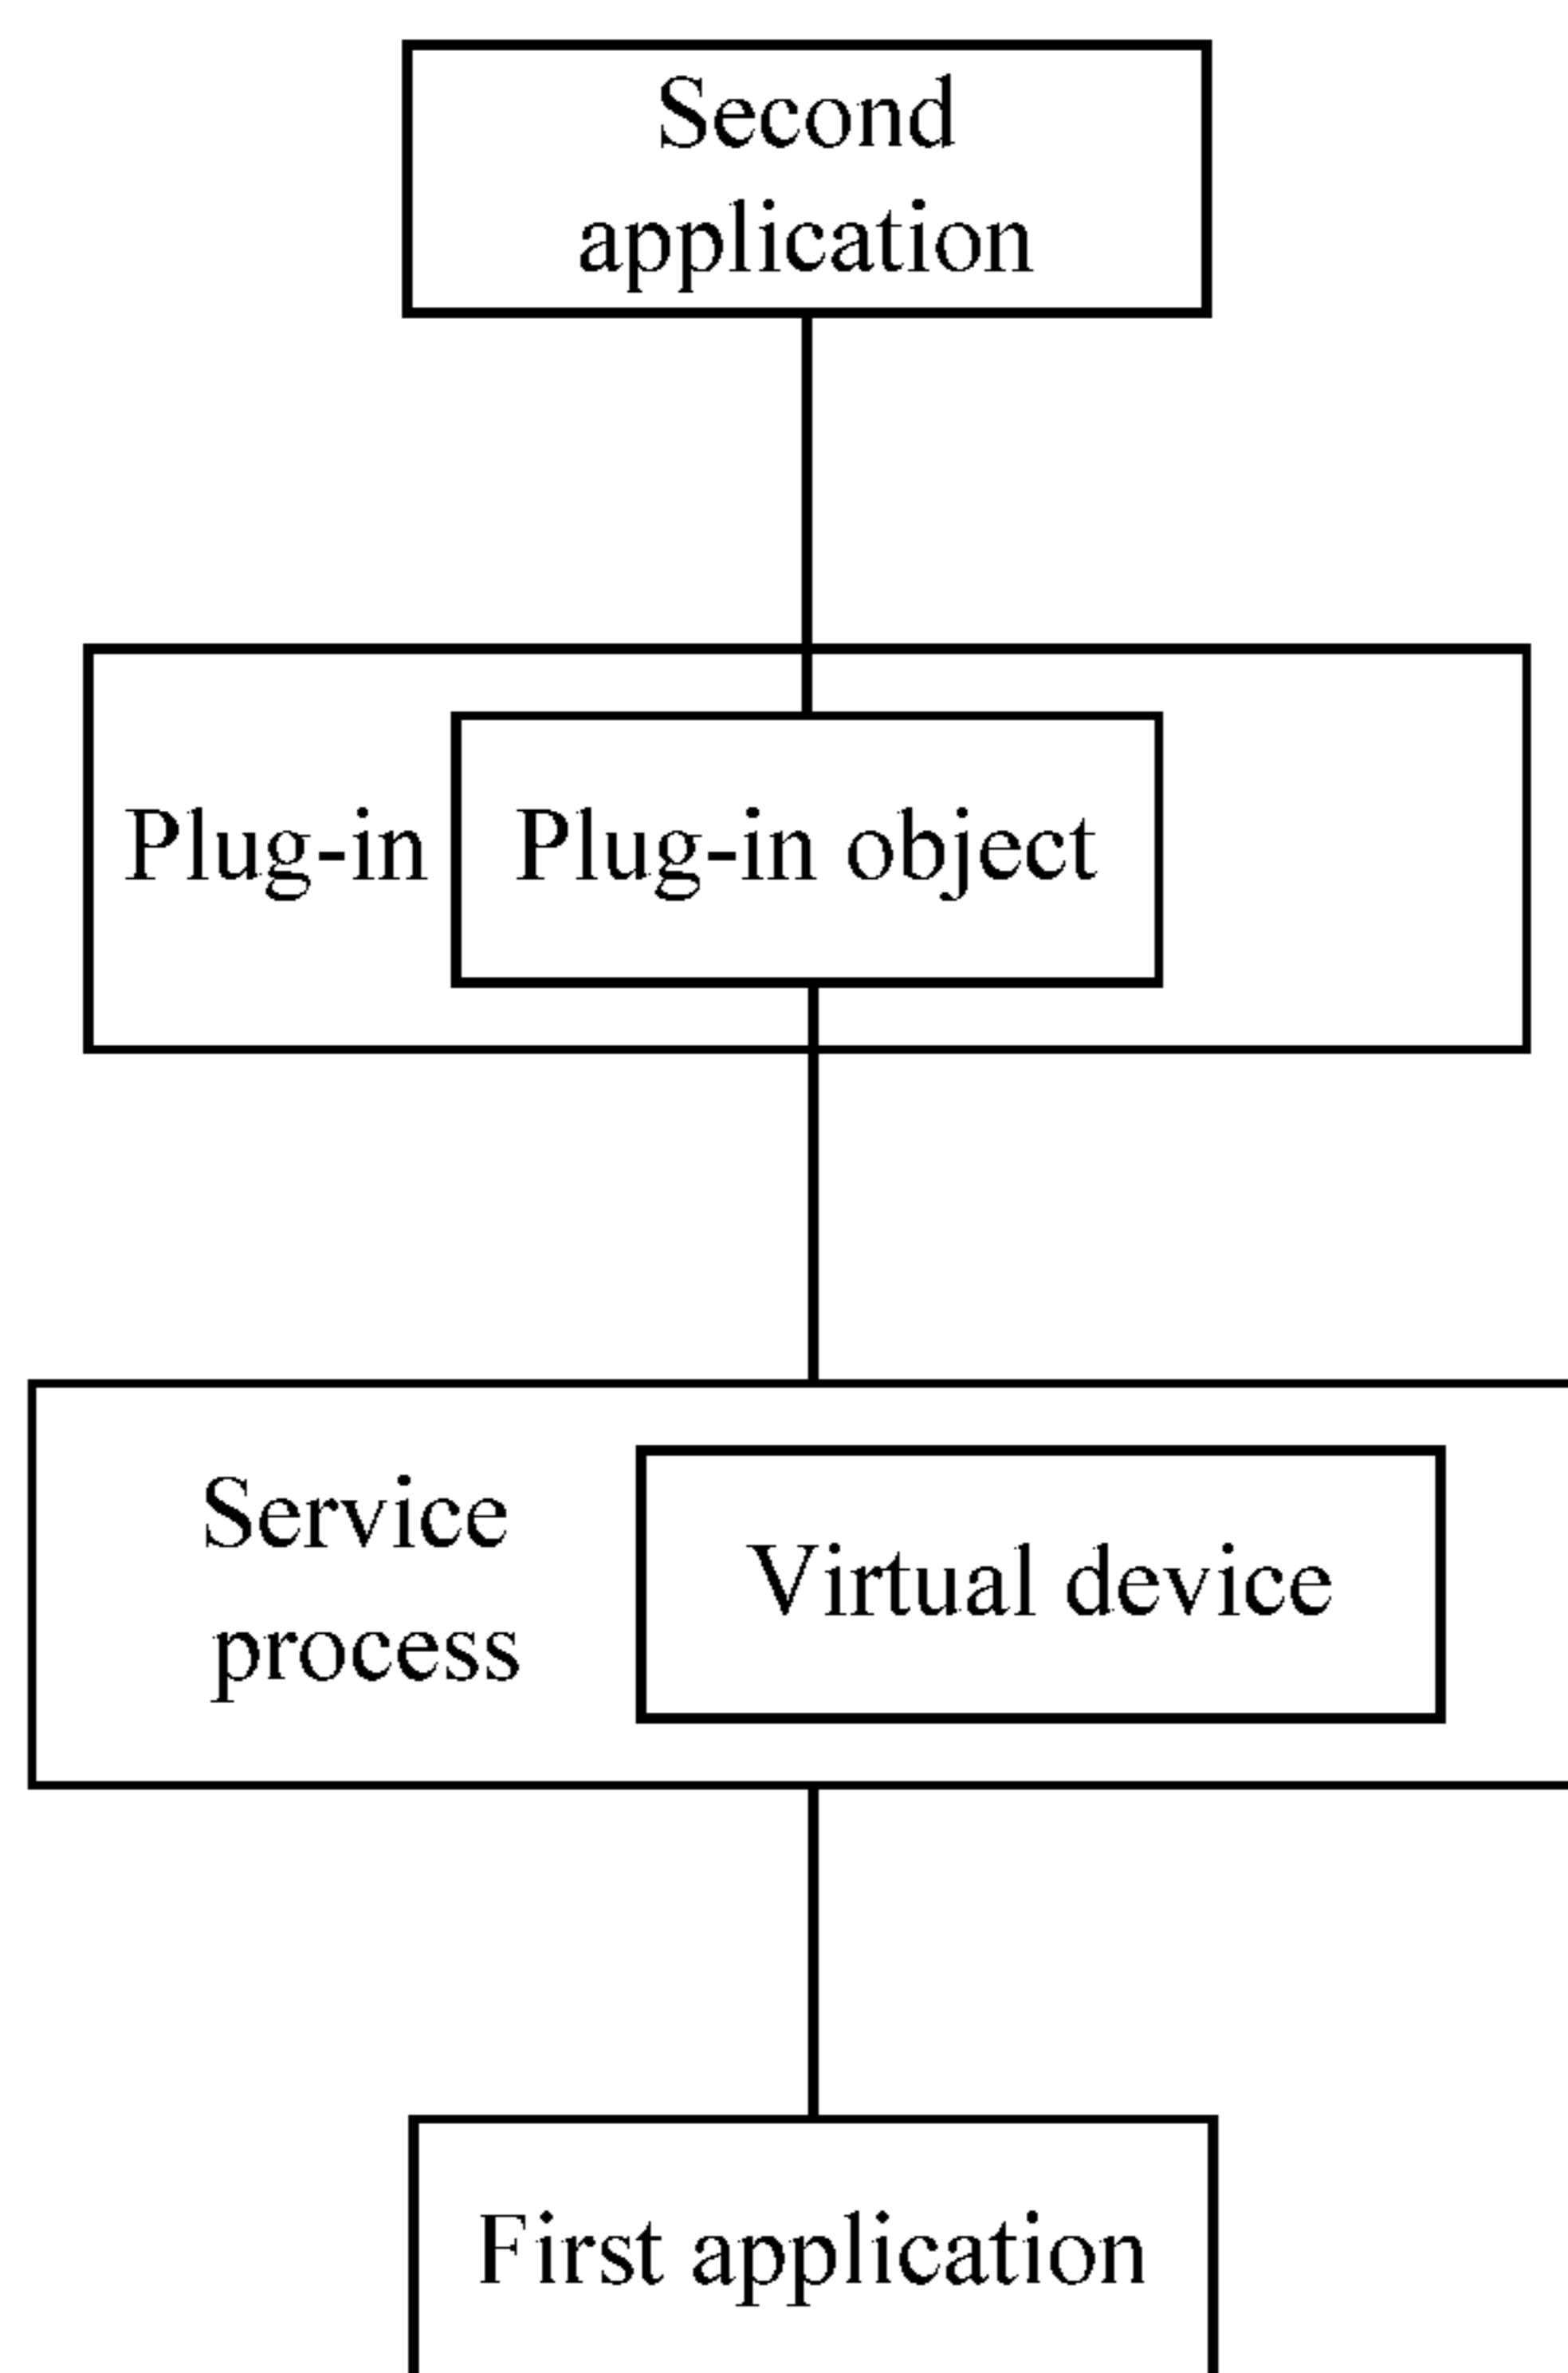 Second
application
Plug-in
Plug-in object
Service
process
Virtual device
First application